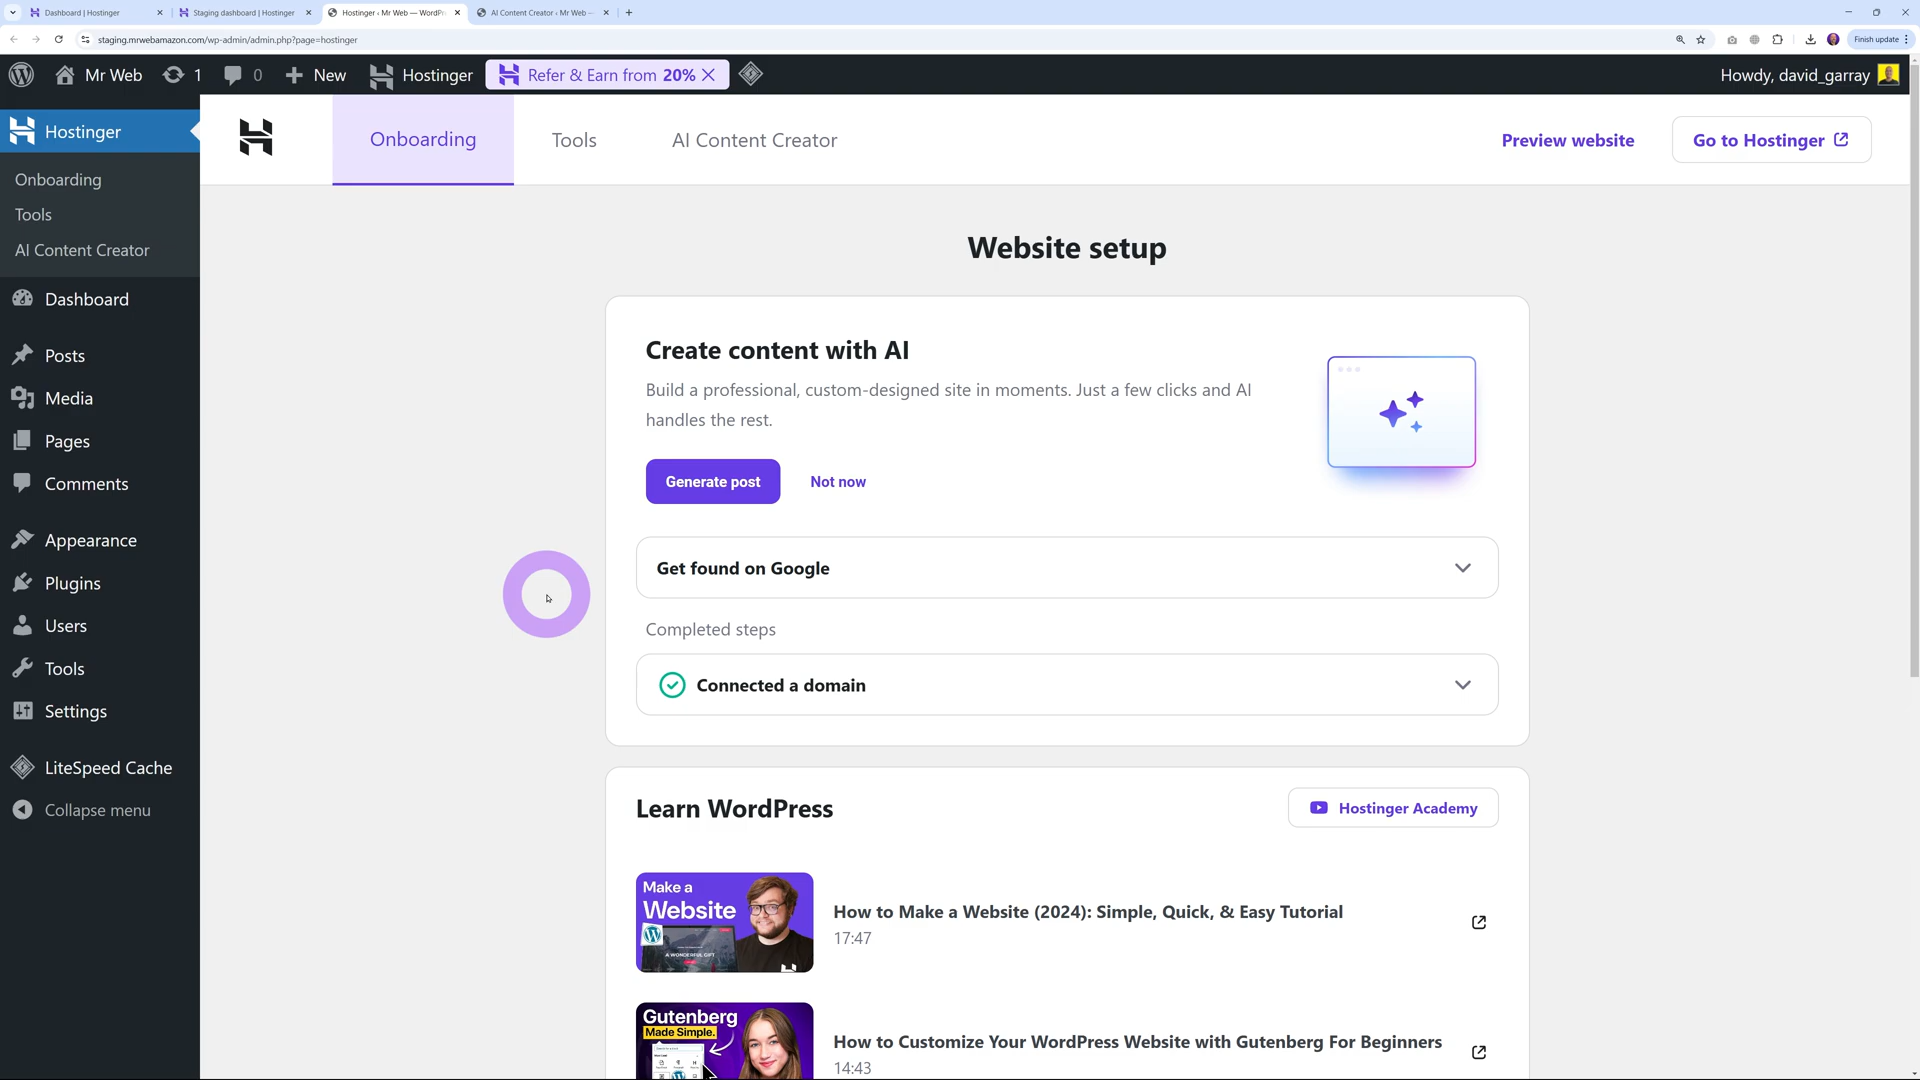 Dashboard | Hostinger
Staging dashboard | Hostinger
Hostinger ‹ Mr Web — WordPr
AI Content Creator ‹ Mr Web —
staging.mrwebamazon.com/wp-admin/admin.php?page=hostinger
Finish update
Mr Web
1
0
New
Hostinger
Refer & Earn from 20%
Howdy, david_garray
Hostinger
Onboarding
Tools
AI Content Creator
Dashboard
Posts
Media
Pages
Comments
Appearance
Plugins
Users
Tools
Settings
LiteSpeed Cache
Collapse menu
Onboarding
Tools
AI Content Creator
Preview website
Go to Hostinger
Website setup
Create content with AI
Build a professional, custom-designed site in moments. Just a few clicks and AI
handles the rest.
Generate post
Not now
Get found on Google
Completed steps
Connected a domain
Learn WordPress
Hostinger Academy
Make a
Website
A WONDERFUL GIFT
How to Make a Website (2024): Simple, Quick, & Easy Tutorial
17:47
Gutenberg
Made Simple.
How to Customize Your WordPress Website with Gutenberg For Beginners
14:43